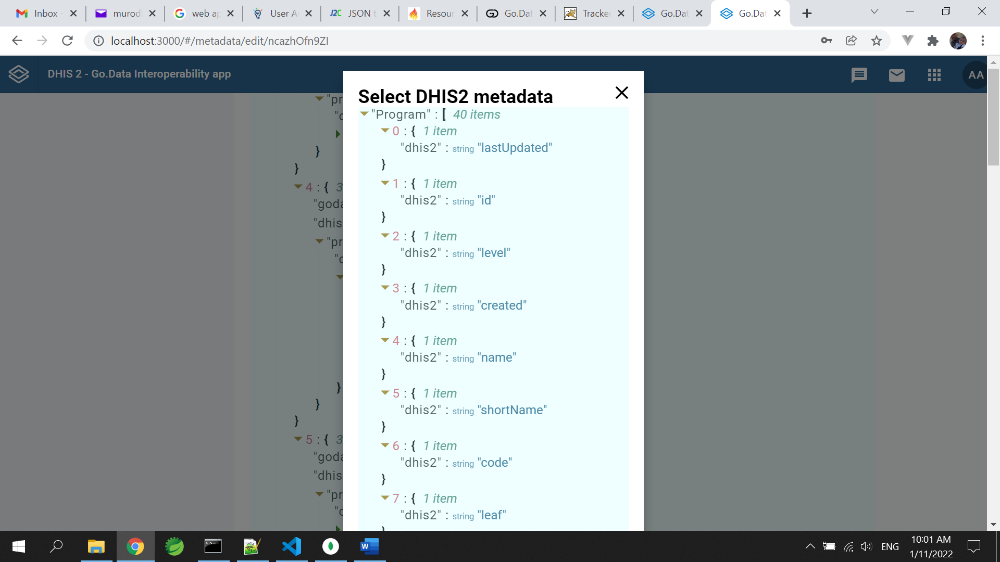 Inbox
murodl
web ap
User A
JSON t
Resour
Go.Dat
Tracker
Go.Dat
Go.Dat
localhost:3000/#/metadata/edit/ncazhOfn9ZI
DHIS 2 - Go.Data Interoperability app
AA
Select DHIS2 metadata
"Program" : [ 40 items
0 : { 1 item
"dhis2" : string "lastUpdated"
}
1 : { 1 item
"dhis2" : string "id"
}
2 : { 1 item
"dhis2" : string "level"
}
3 : { 1 item
"dhis2" : string "created"
}
4 : { 1 item
"dhis2" : string "name"
}
5 : { 1 item
"dhis2" : string "shortName"
}
6 : { 1 item
"dhis2" : string "code"
}
7 : { 1 item
"dhis2" : string "leaf"
"pr
"c
}
}
4 : { 3
"goda
"dhis
"pr
"c
}
}
}
5 : { 3
"goda
"dhis
"pr
"c
ENG
10:01 AM
1/11/2022